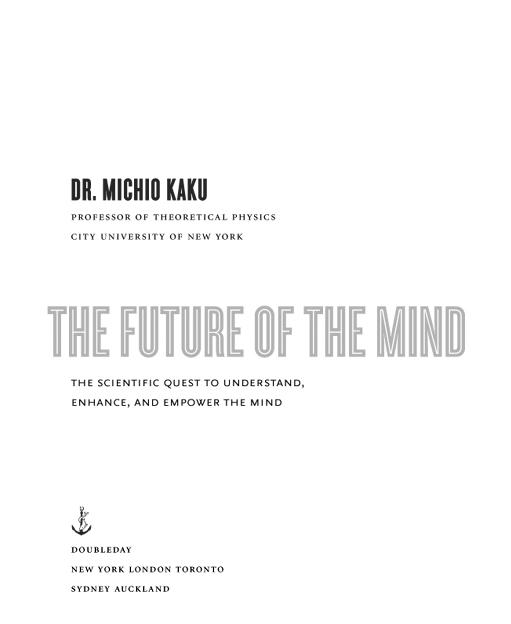 DR. MICHIO KAKU
PROFESSOR OF THEORETICAL PHYSICS
CITY UNIVERSITY OF NEW YORK
THE FUTURE OF THE MIND
THE SCIENTIFIC QUEST TO UNDERSTAND,
ENHANCE, AND EMPOWER THE MIND
DOUBLEDAY
NEW YORK LONDON TORONTO
SYDNEY AUCKLAND